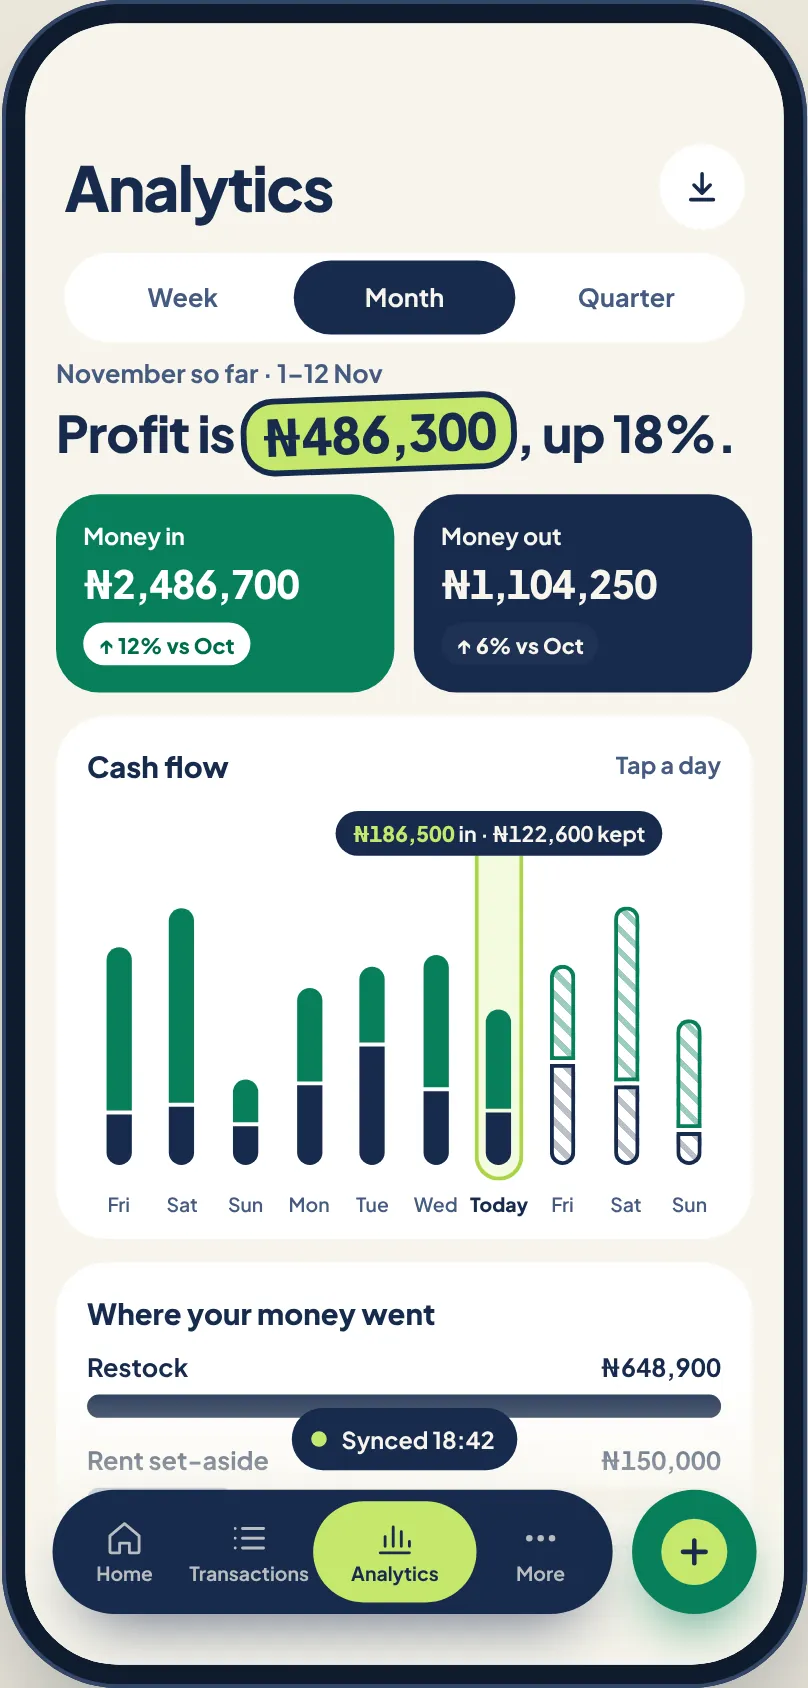 Analytics
Week Month Quarter
November so far · 1–12 Nov
Profit is ₦486,300, up 18%.
Money in Money out
₦2,486,700 ₦1,104,250
↑ 12% vs Oct ↑ 6% vs Oct
Cash flow Tap a day
₦186,500 in · ₦122,600 kept
Fri Sat Sun Mon Tue Wed Today Fri Sat Sun
Where your money went
Restock ₦648,900
Synced 18:42
Rent set-aside ₦150,000
Home Transactions Analytics More